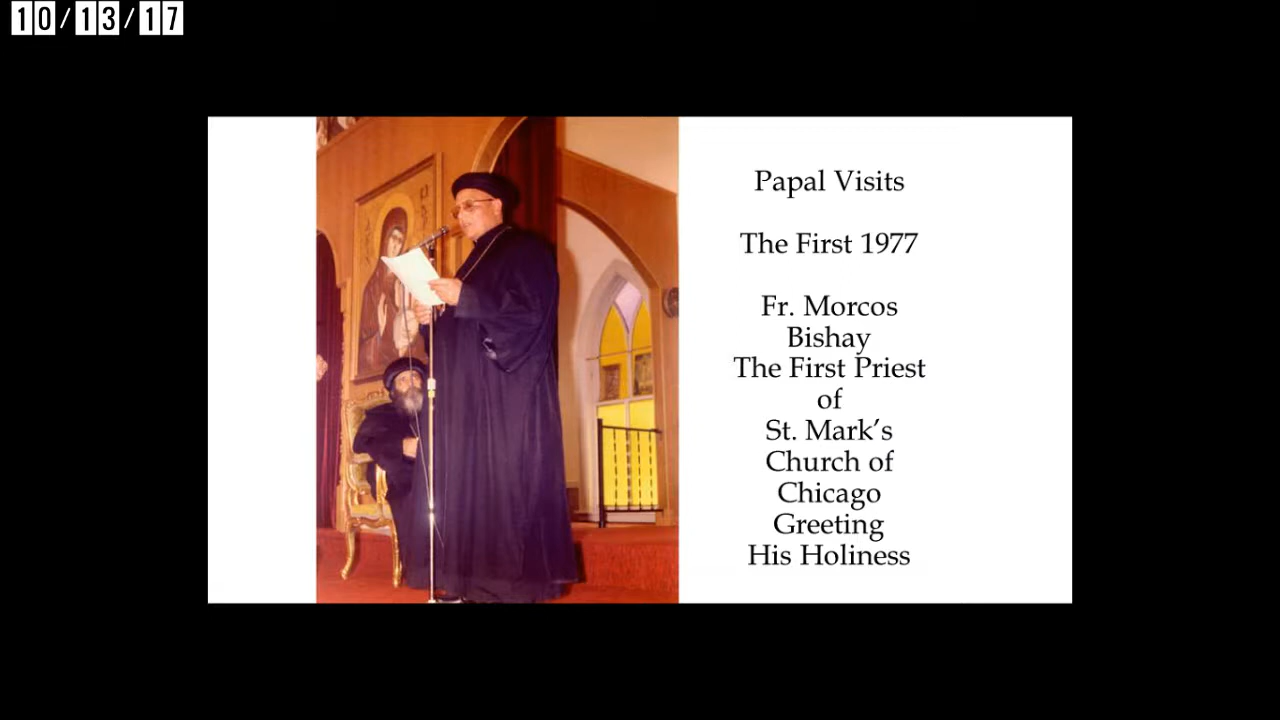 10/13/17
Papal Visits
The First 1977
Fr. Morcos
Bishay
The First Priest
of
St. Mark's
Church of
Chicago
Greeting
His Holiness